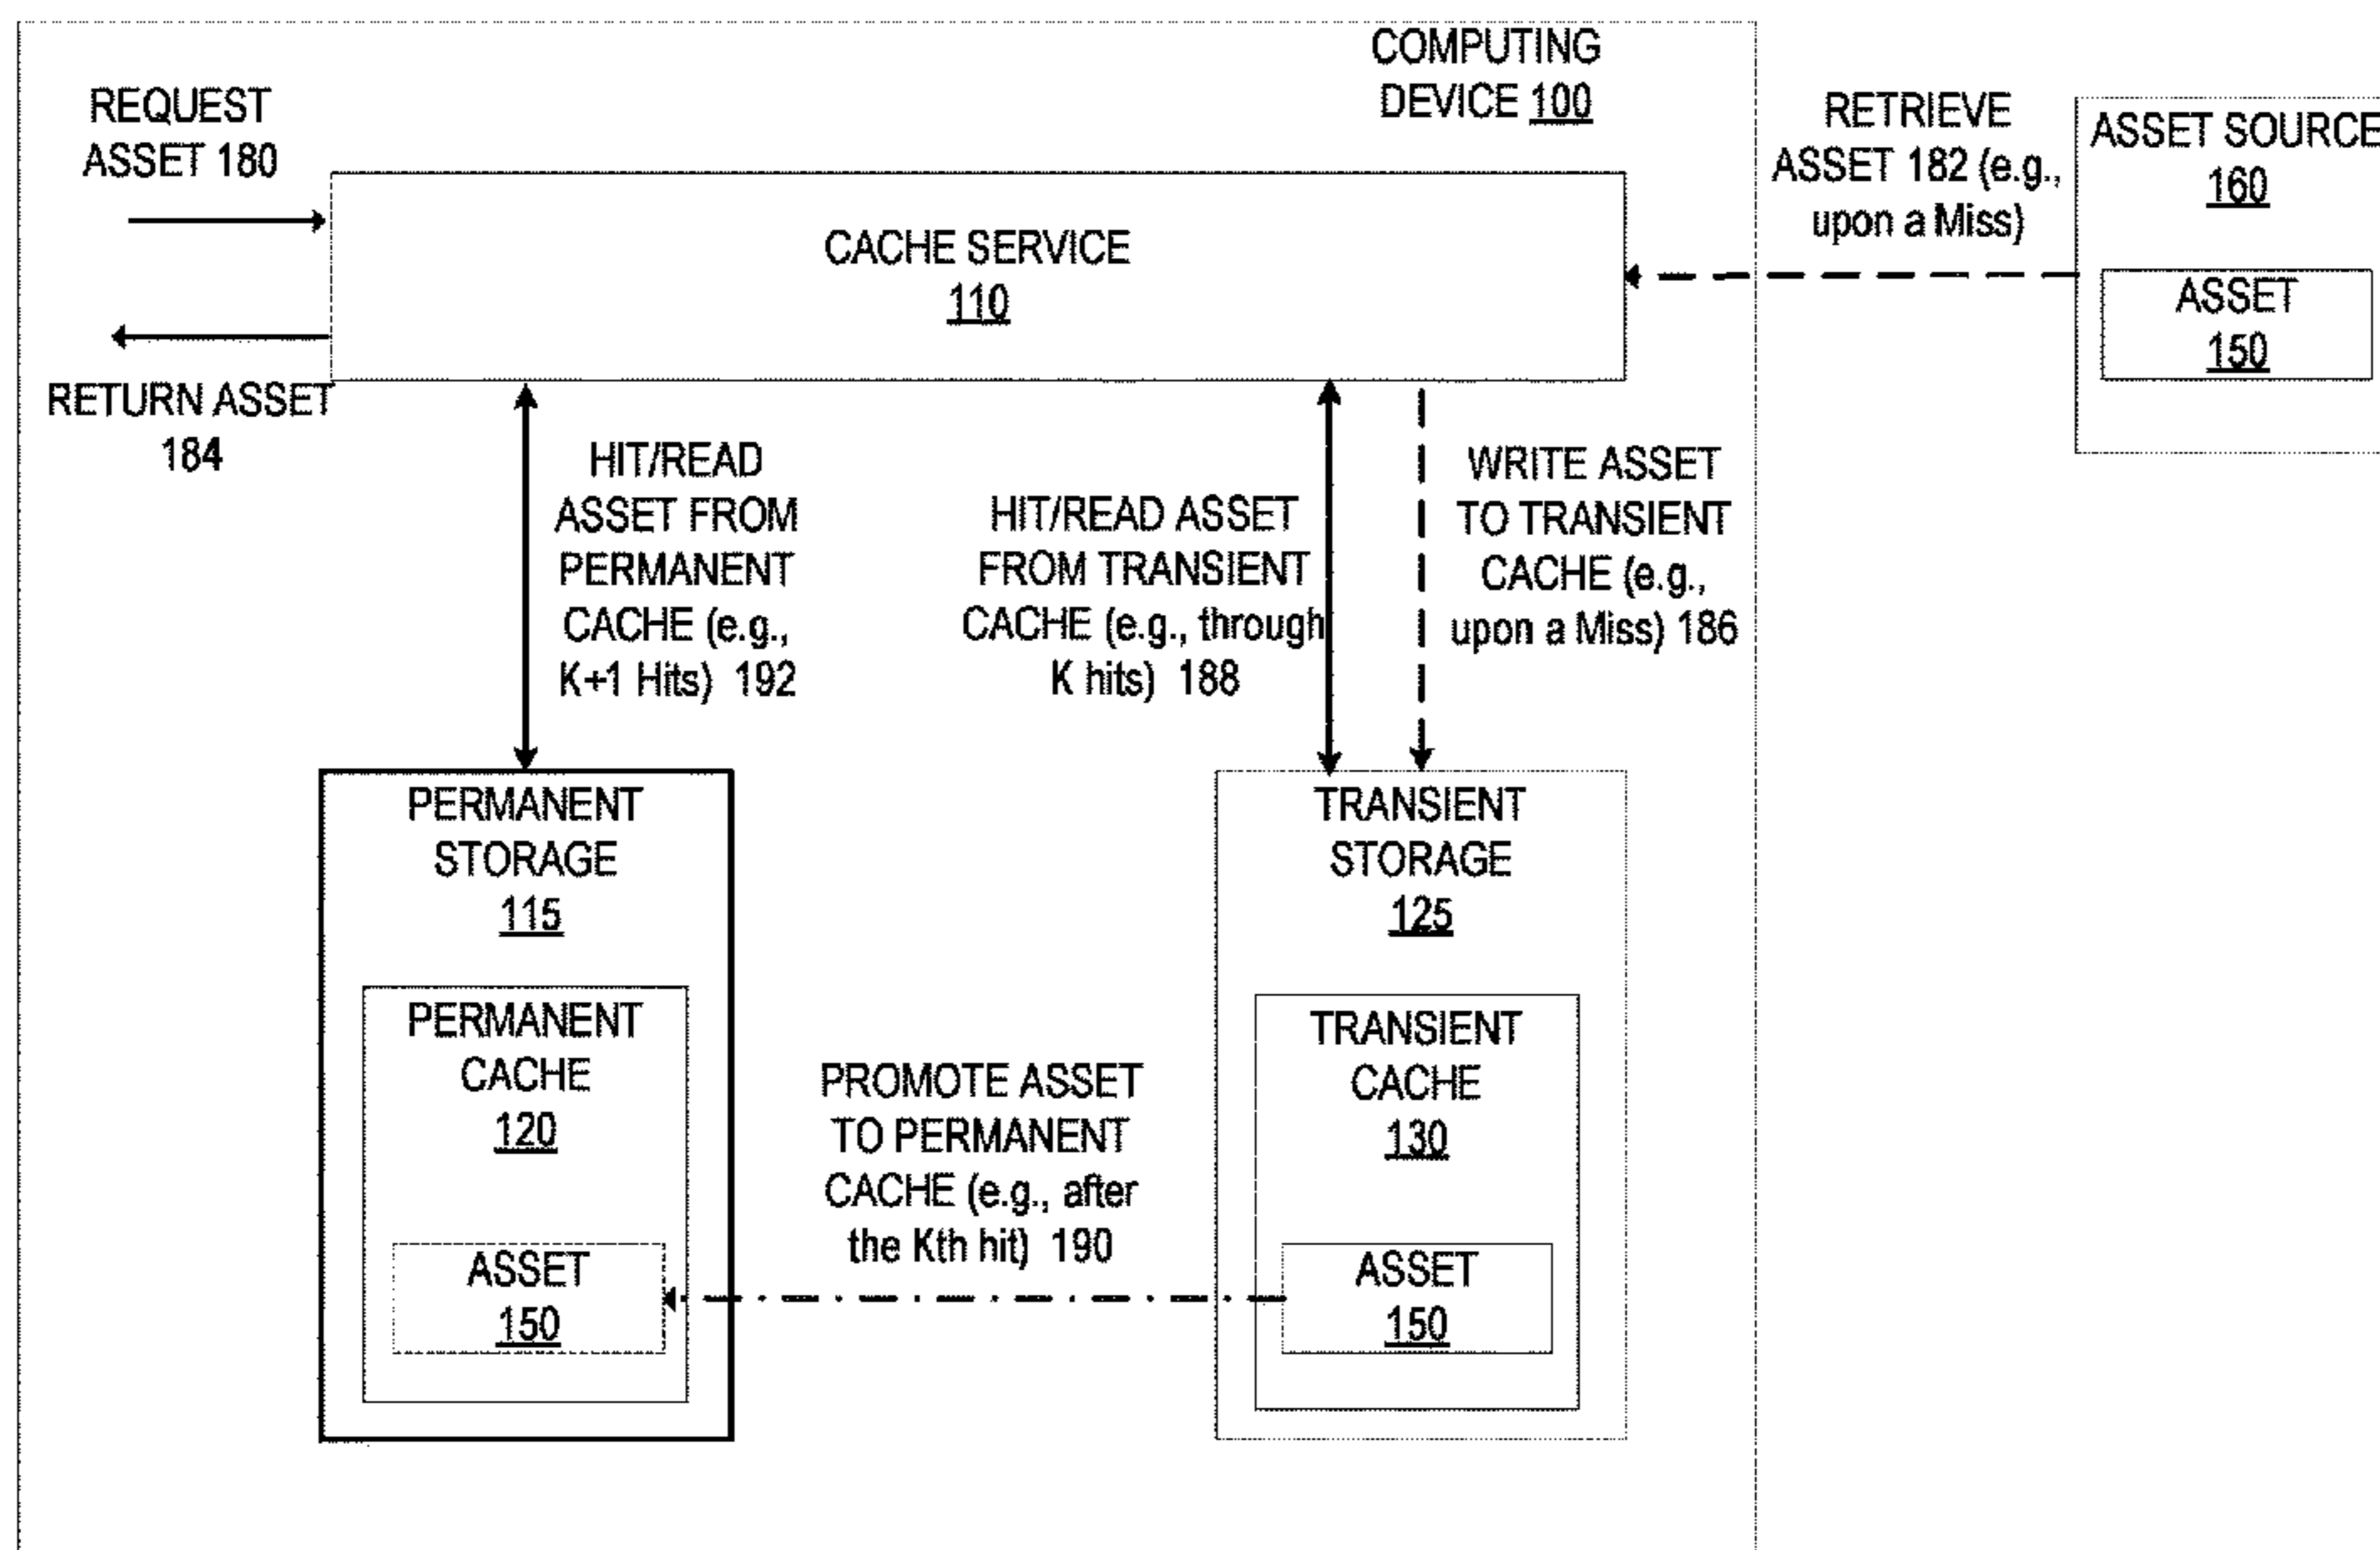 COMPUTING
DEVICE 100
REQUEST
ASSET 180
RETRIEVE
ASSET 182 (e.g.,
upon a Miss)
ASSET SOURCE
160
ASSET
150
CACHE SERVICE
110
RETURN ASSET
184
HIT/READ
ASSET FROM
PERMANENT
CACHE (e.g.,
K+1 Hits) 192
HIT/READ ASSET
FROM TRANSIENT
CACHE (e.g., through
K hits) 188
WRITE ASSET
TO TRANSIENT
CACHE (e.g.,
upon a Miss) 186
PERMANENT
STORAGE
115
PERMANENT
CACHE
120
ASSET
150
PROMOTE ASSET
TO PERMANENT
CACHE (e.g., after
the Kth hit) 190
TRANSIENT
STORAGE
125
TRANSIENT
CACHE
130
ASSET
150